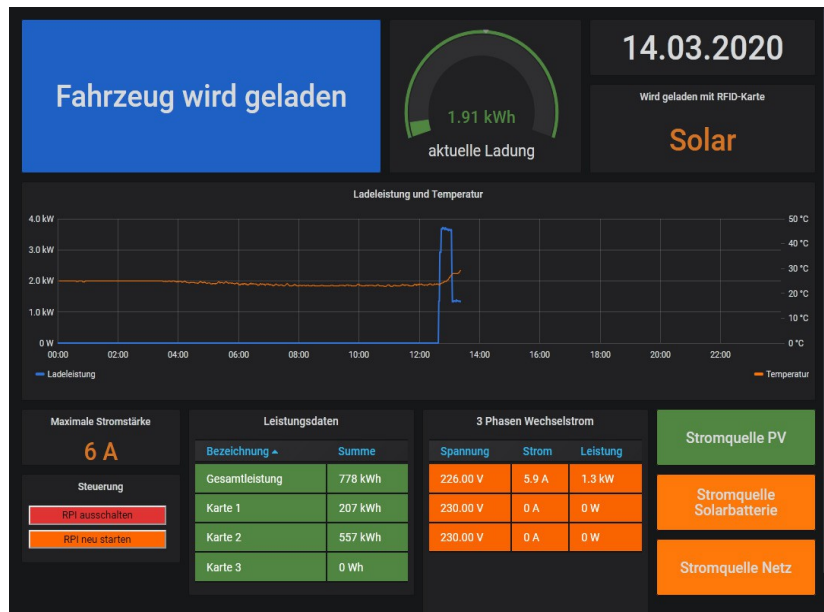 Fahrzeug wird geladen
1.91 kWh
aktuelle Ladung
14.03.2020
Wird geladen mit RFID-Karte
Solar
Ladeleistung und Temperatur
4.0 kW
3.0 kW
2.0 kW
1.0 kW
0 W
50 °C
40 °C
30 °C
20 °C
10 °C
0 °C
00:00 02:00 04:00 06:00 08:00 10:00 12:00 14:00 16:00 18:00 20:00 22:00
Ladeleistung Temperatur
Maximale Stromstärke
6 A
Steuerung
RPI ausschalten
RPI neu starten
Leistungsdaten
Bezeichnung Summe
Gesamtleistung 778 kWh
Karte 1 207 kWh
Karte 2 557 kWh
Karte 3 0 Wh
3 Phasen Wechselstrom
Spannung Strom Leistung
226.00 V 5.9 A 1.3 kW
230.00 V 0 A 0 W
230.00 V 0 A 0 W
Stromquelle PV
Stromquelle
Solarbatterie
Stromquelle Netz